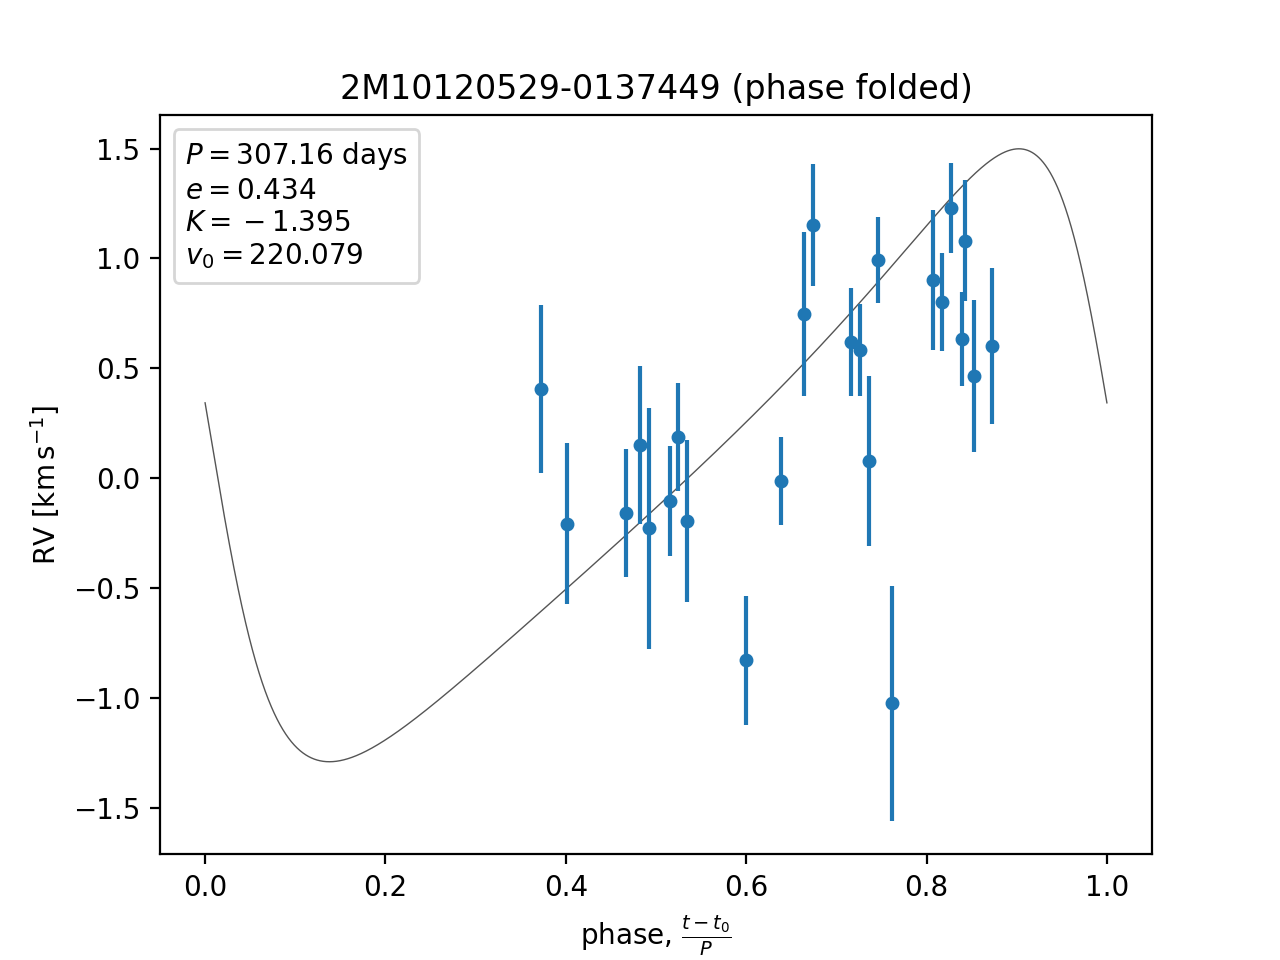 2M10120529-0137449 (phase folded)
P = 307.16 days
e = 0.434
K = −1.395
v₀ = 220.079
1.5
1.0
0.5
0.0
−0.5
−1.0
−1.5
RV [km s⁻¹]
0.0 0.2 0.4 0.6 0.8 1.0
phase, (t − t₀)/P